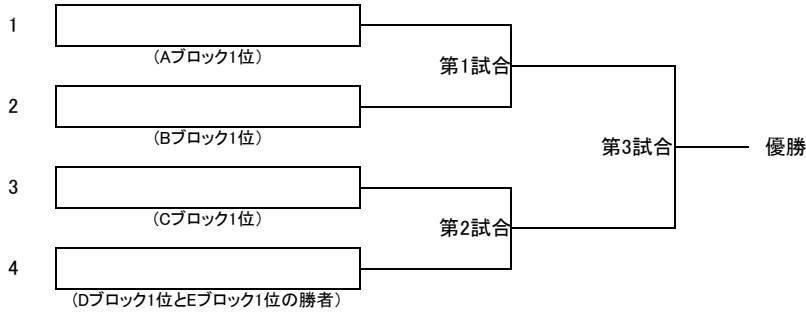 1
(Aブロック1位)
第1試合
2
(Bブロック1位)
第3試合
優勝
3
(Cブロック1位)
第2試合
4
(Dブロック1位とEブロック1位の勝者)